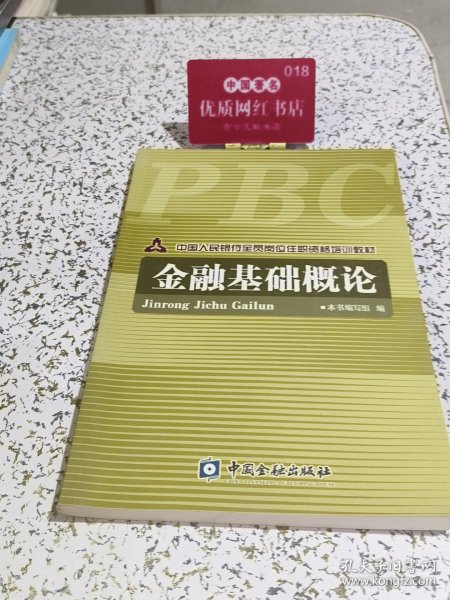 018
中国著名
优质网红书店
PBC
中国人民银行全员岗位任职资格培训教材
金融基础概论
Jinrong Jichu Gailun
■本书编写组 编
中国金融出版社
孔夫子旧书网
www.kongfz.com